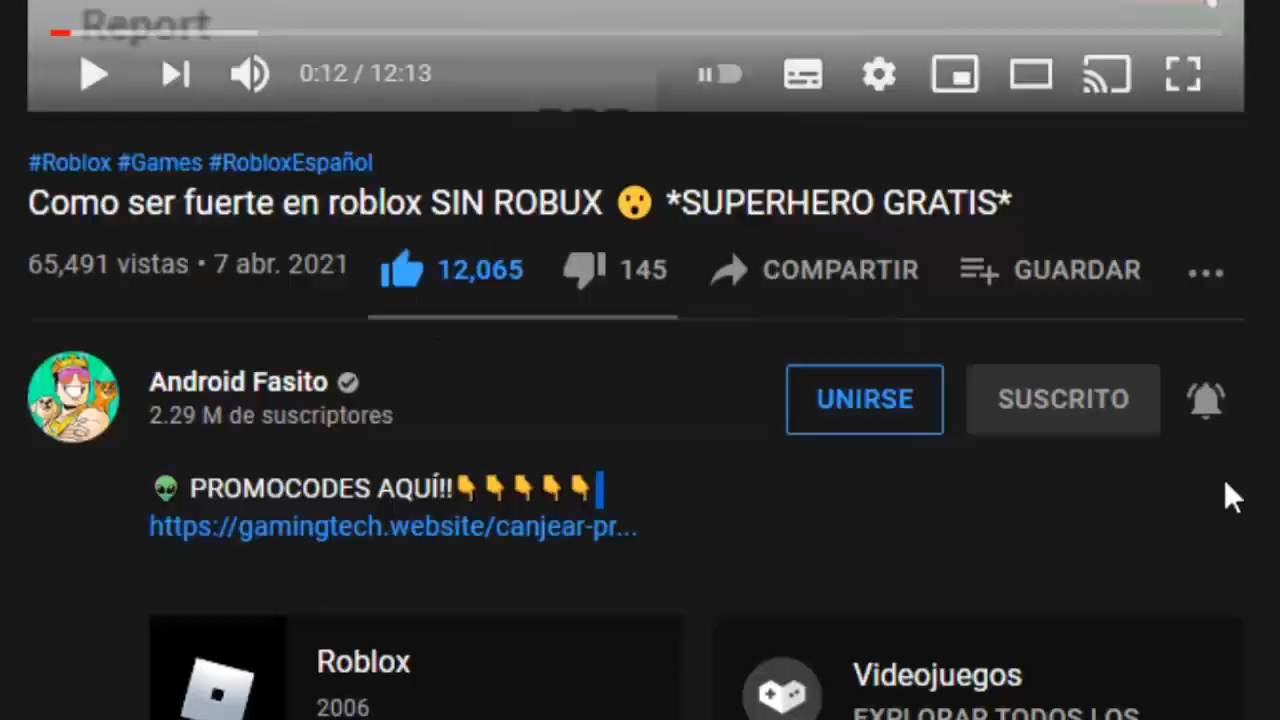 Report
0:12 / 12:13
#Roblox #Games #RobloxEspañol
Como ser fuerte en roblox SIN ROBUX 😮 *SUPERHERO GRATIS*
65,491 vistas • 7 abr. 2021
12,065
145
COMPARTIR
GUARDAR
Android Fasito
2.29 M de suscriptores
UNIRSE
SUSCRITO
👽 PROMOCODES AQUÍ!!👇👇👇👇👇
https://gamingtech.website/canjear-pr...
Roblox
2006
Videojuegos
EXPLORAR TODOS LOS